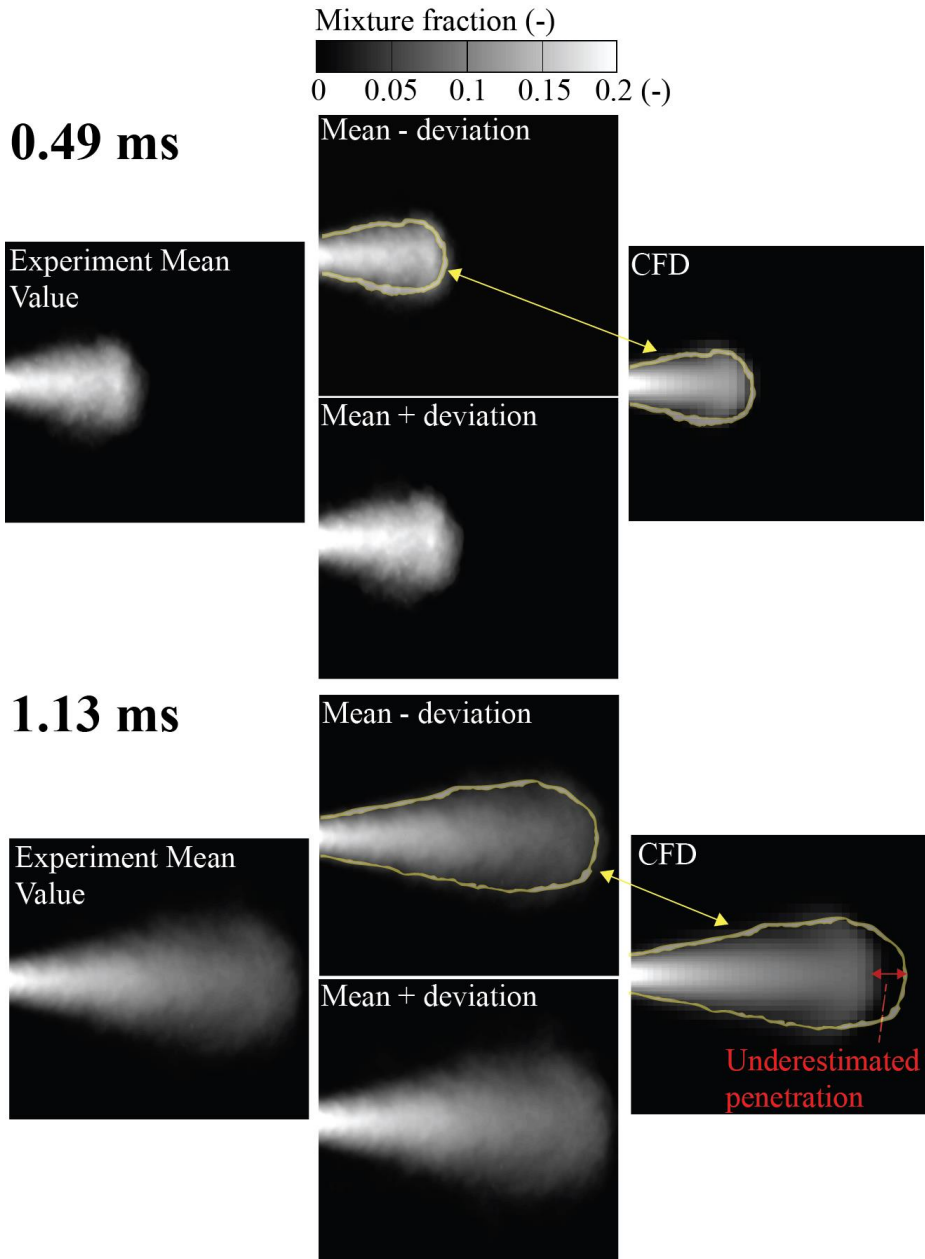 Mixture fraction (-)
0 0.05 0.1 0.15 0.2 (-)
0.49 ms
Mean - deviation
Experiment Mean
Value
CFD
Mean + deviation
1.13 ms
Mean - deviation
Experiment Mean
Value
CFD
Mean + deviation
Underestimated
penetration